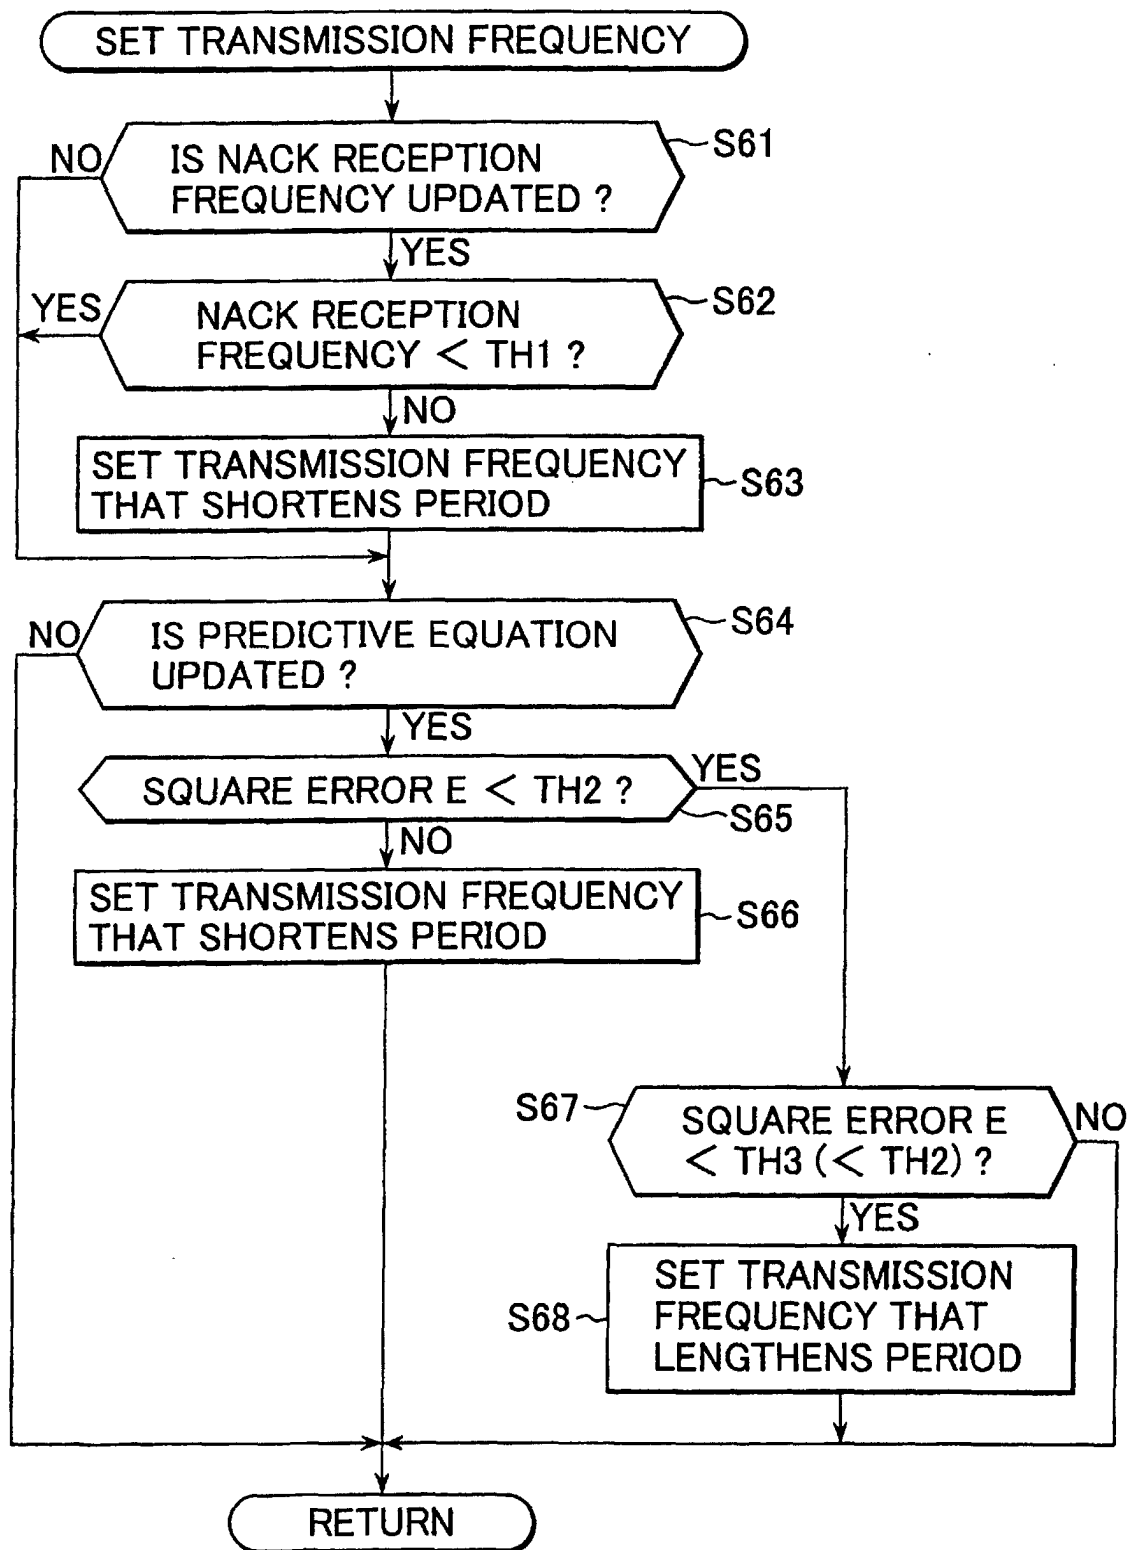 SET TRANSMISSION FREQUENCY
S61
NO
IS NACK RECEPTION
FREQUENCY UPDATED ?
YES
S62
YES
NACK RECEPTION
FREQUENCY < TH1 ?
NO
SET TRANSMISSION FREQUENCY
THAT SHORTENS PERIOD
S63
S64
NO
IS PREDICTIVE EQUATION
UPDATED ?
YES
YES
SQUARE ERROR E < TH2 ?
S65
NO
SET TRANSMISSION FREQUENCY
THAT SHORTENS PERIOD
S66
S67
SQUARE ERROR E
< TH3 (< TH2) ?
NO
YES
SET TRANSMISSION
FREQUENCY THAT
LENGTHENS PERIOD
S68
RETURN